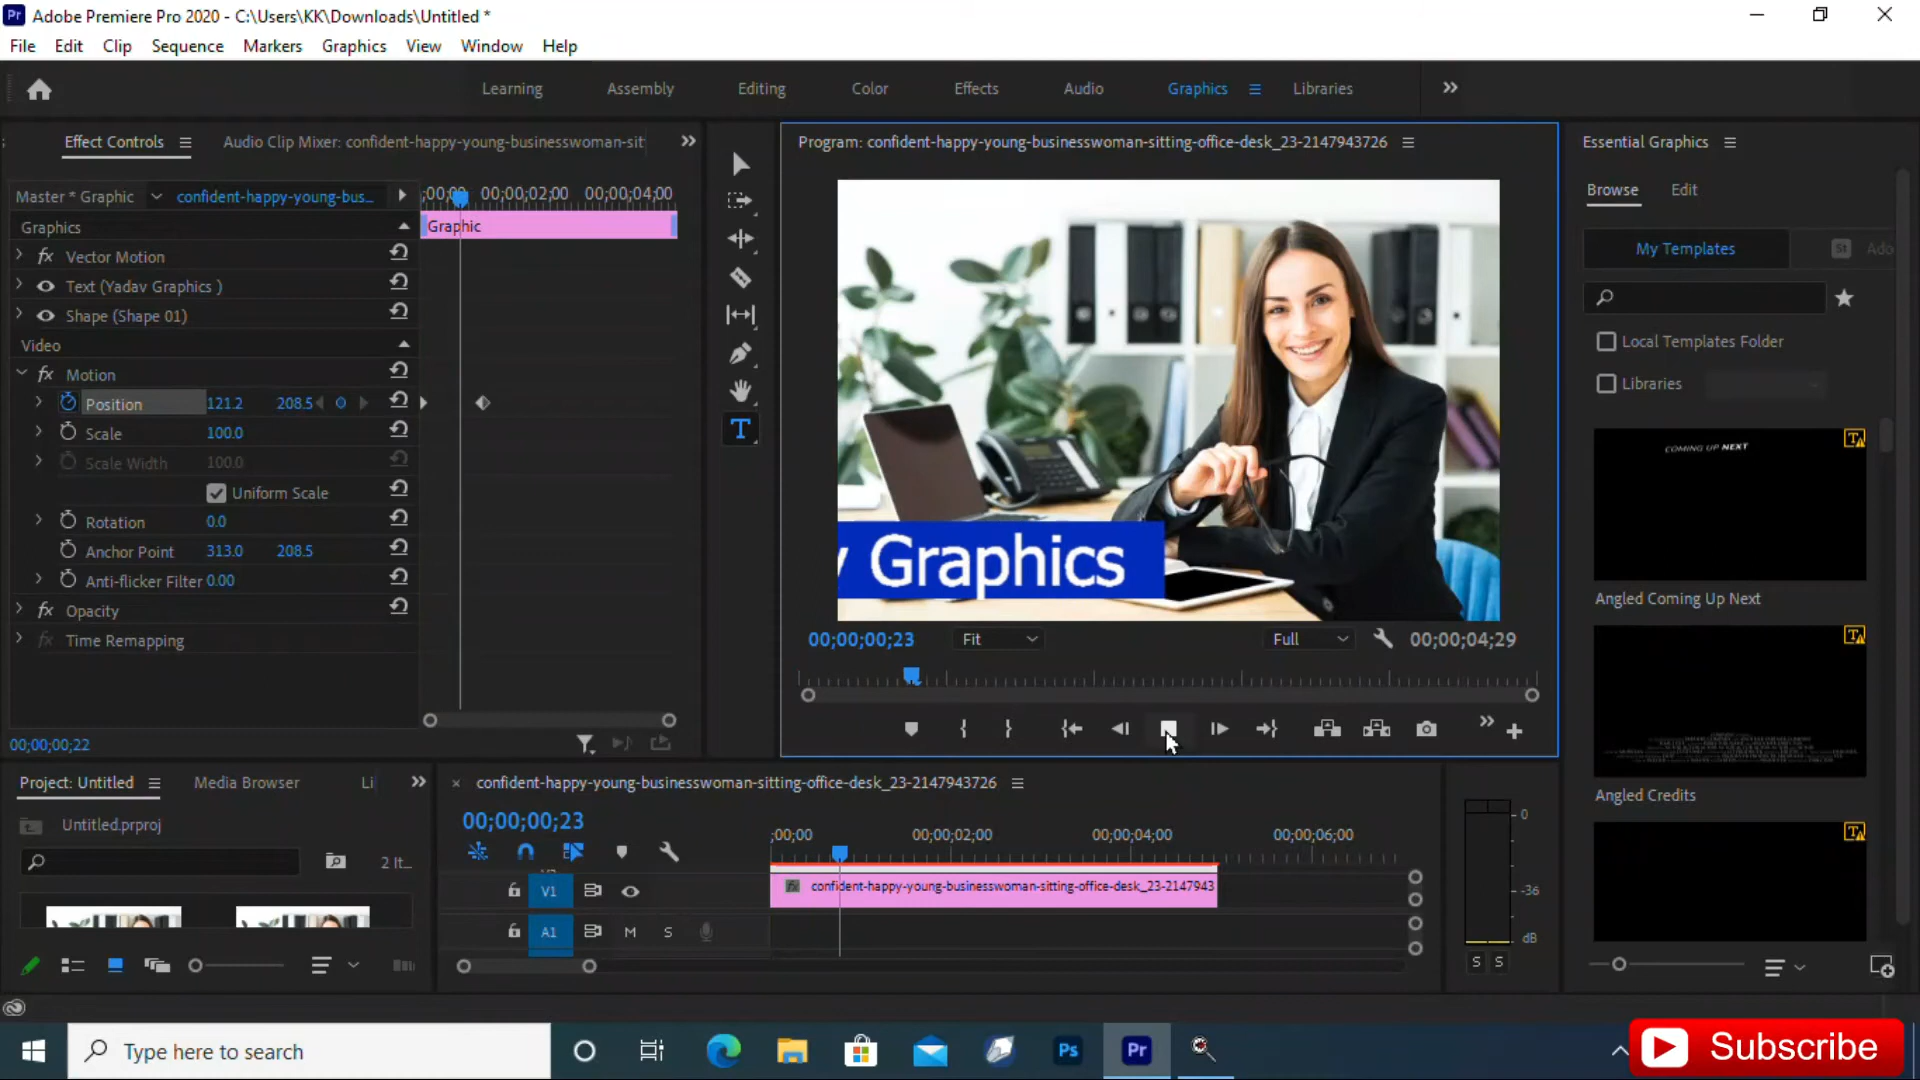 Pr Adobe Premiere Pro 2020 - C:\Users\KK\Downloads\Untitled *
File Edit Clip Sequence Markers Graphics View Window Help
Learning Assembly Editing Color Effects Audio Graphics Libraries
Effect Controls Audio Clip Mixer: confident-happy-young-businesswoman-sit
Program: confident-happy-young-businesswoman-sitting-office-desk_23-2147943726
Essential Graphics
Browse Edit
Master * Graphic confident-happy-young-bus...
;00;00 00;00;02;00 00;00;04;00
Graphics
Graphic
Vector Motion
Text (Yadav Graphics )
Shape (Shape 01)
Video
Motion
Position 121.2 208.5
Scale 100.0
Scale Width 100.0
Uniform Scale
Rotation 0.0
Anchor Point 313.0 208.5
Anti-flicker Filter 0.00
Opacity
Time Remapping
00;00;00;22
y Graphics
00;00;00;23 Fit Full 00;00;04;29
My Templates St Ado
Local Templates Folder
Libraries
COMING UP NEXT
Angled Coming Up Next
Angled Credits
Project: Untitled Media Browser Li
Untitled.prproj
2 It...
confident-happy-young-businesswoman-sitting-office-desk_23-2147943726
00;00;00;23
;00;00 00;00;02;00 00;00;04;00 00;00;06;00
V1 confident-happy-young-businesswoman-sitting-office-desk_23-2147943
A1 M S
0
-36
dB
S S
Type here to search
Ps
Pr
Subscribe